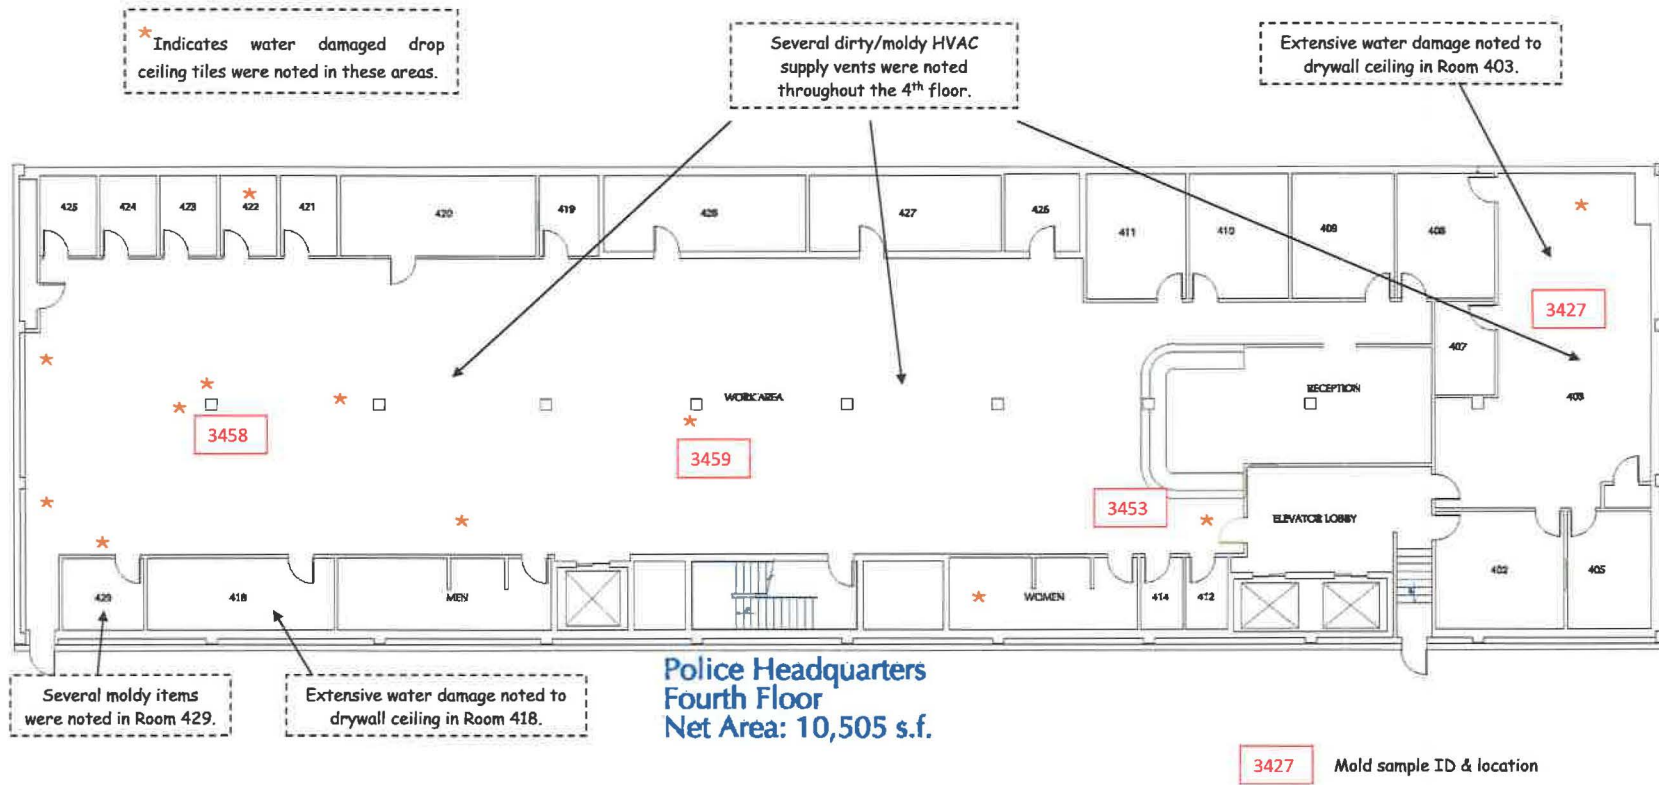 *Indicates water damaged drop
ceiling tiles were noted in these areas.
Several dirty/moldy HVAC
supply vents were noted
throughout the 4th floor.
Extensive water damage noted to
drywall ceiling in Room 403.
425
424
423
422
421
420
419
428
427
426
411
410
409
408
3427
407
WORK AREA
RECEPTION
403
3458
3459
3453
ELEVATOR LOBBY
429
418
MEN
WOMEN
414
412
402
405
Several moldy items
were noted in Room 429.
Extensive water damage noted to
drywall ceiling in Room 418.
Police Headquarters
Fourth Floor
Net Area: 10,505 s.f.
3427 Mold sample ID & location